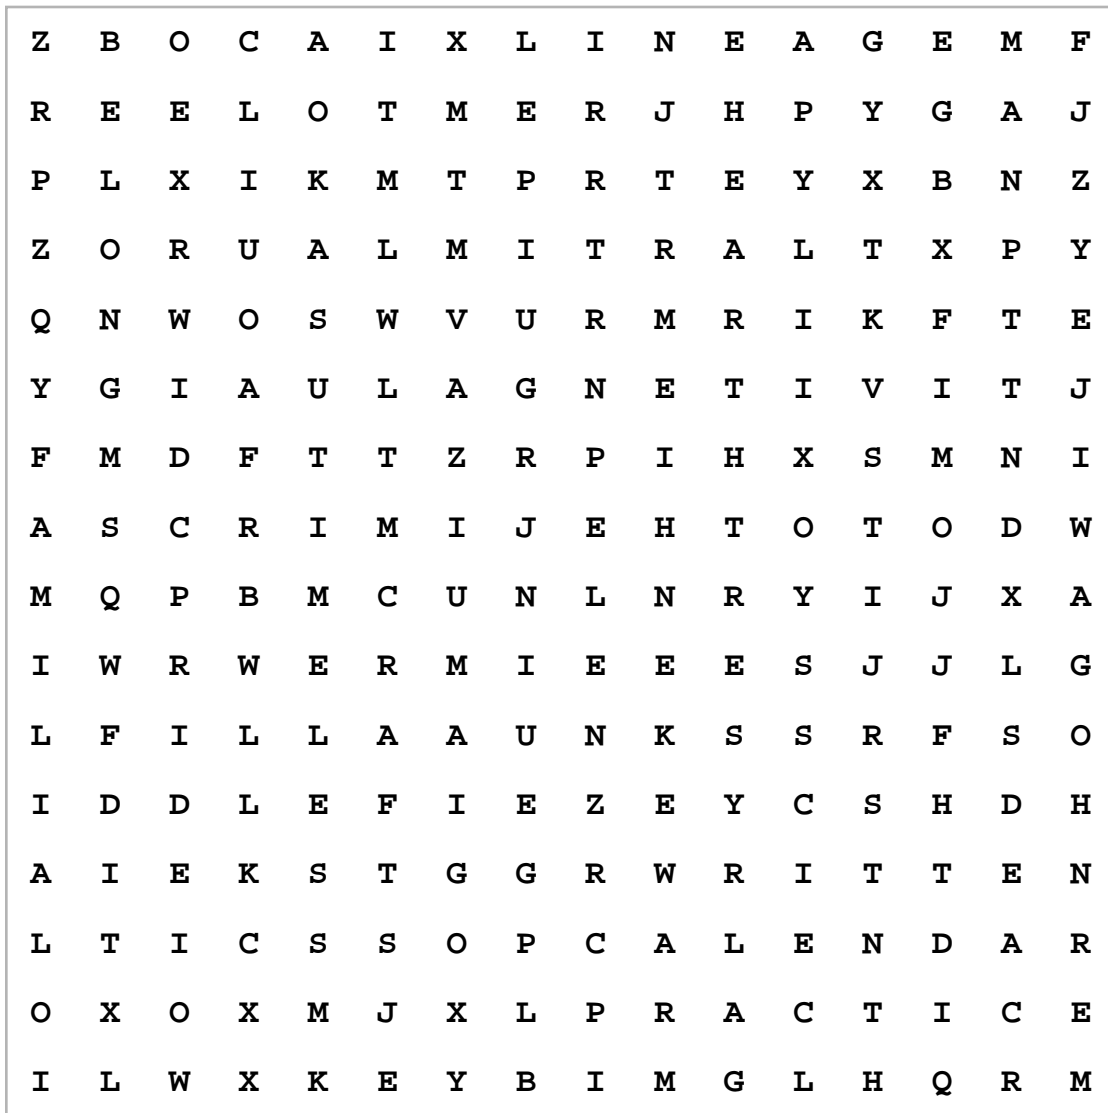 Z B O C A I X L I N E A G E M F
R E E L O T M E R J H P Y G A J
P L X I K M T P R T E Y X B N Z
Z O R U A L M I T R A L T X P Y
Q N W O S W V U R M R I K F T E
Y G I A U L A G N E T I V I T J
F M D F T T Z R P I H X S M N I
A S C R I M I J E H T O T O D W
M Q P B M C U N L N R Y I J X A
I W R W E R M I E E E S J J L G
L F I L L A A U N K S S R F S O
I D D L E F I E Z E Y C S H D H
A I E K S T G G R W R I T T E N
L T I C S S O P C A L E N D A R
O X O X M J X L P R A C T I C E
I L W X K E Y B I M G L H Q R M